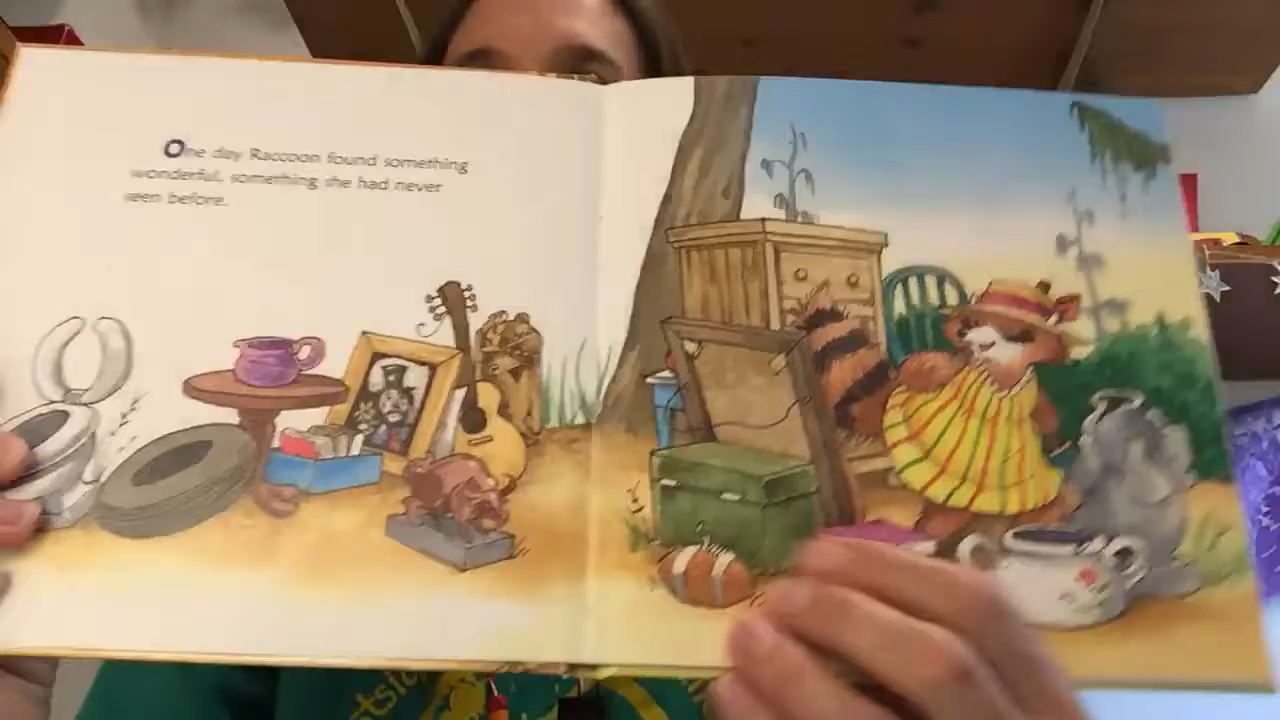 One day Raccoon found something
wonderful, something she had never
seen before.